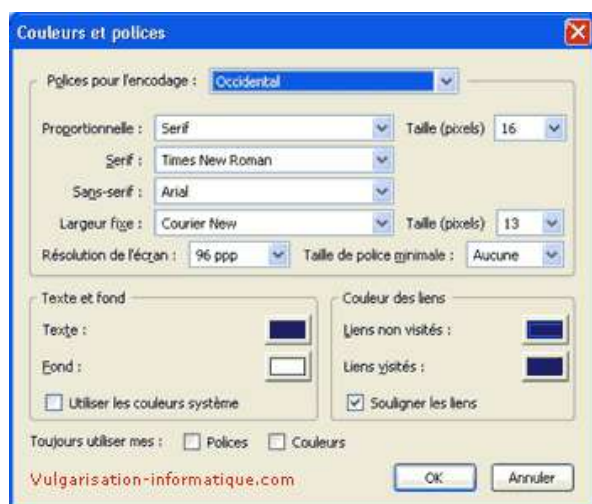 Couleurs et polices
Polices pour l'encodage : Occidental
Proportionnelle : Serif Taille (pixels) 16
Serif : Times New Roman
Sans-serif : Arial
Largeur fixe : Courier New Taille (pixels) 13
Résolution de l'écran : 96 ppp Taille de police minimale : Aucune
Texte et fond
Couleur des liens
Texte :
Liens non visités :
Fond :
Liens visités :
Utiliser les couleurs système
Souligner les liens
Toujours utiliser mes : Polices Couleurs
Vulgarisation-informatique.com
OK Annuler